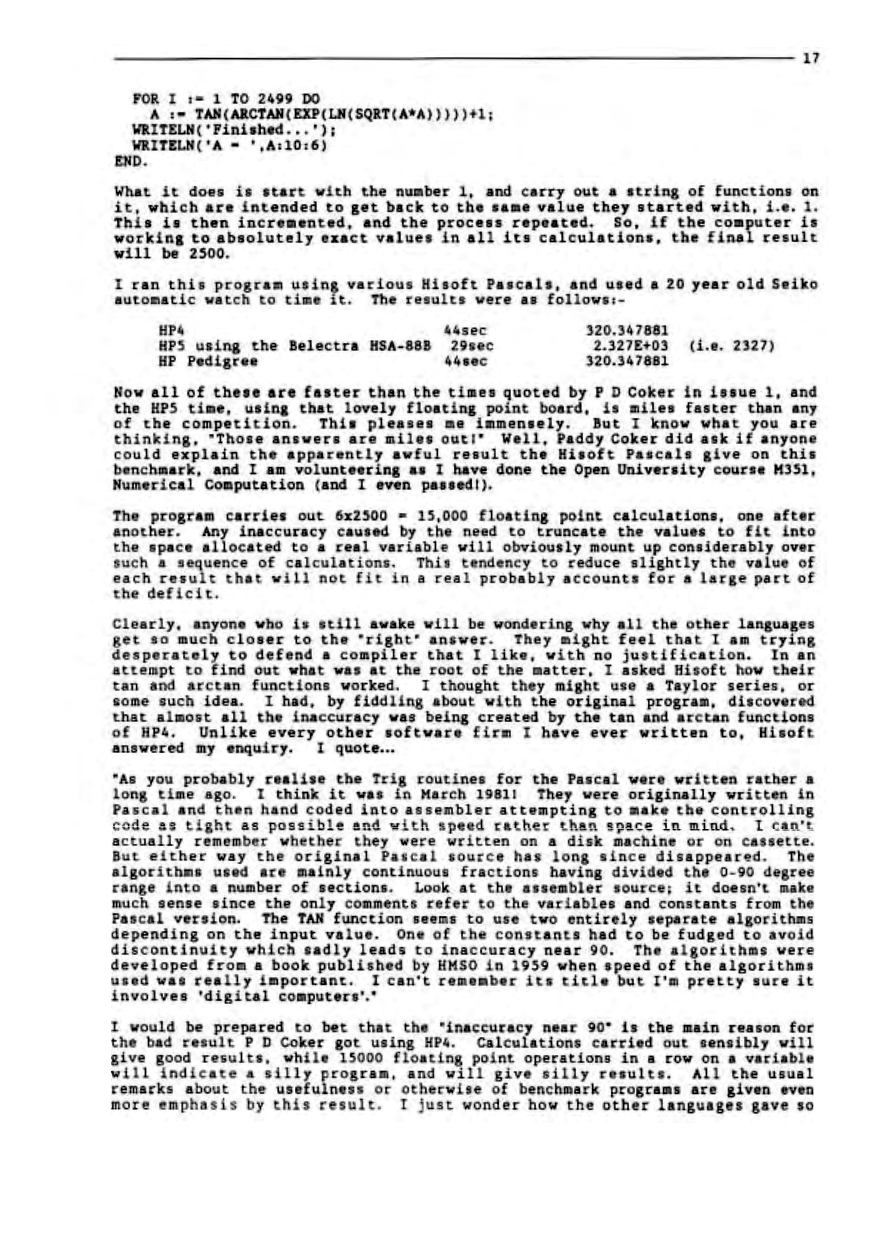 17
FOR I := 1 TO 2499 DO
A := TAN(ARCTAN(EXP(LN(SQRT(A*A)))))+1;
WRITELN('Finished...');
WRITELN('A = ',A:10:6)
END.
What it does is start with the number 1, and carry out a string of functions on
it, which are intended to get back to the same value they started with, i.e. 1.
This is then incremented, and the process repeated. So, if the computer is
working to absolutely exact values in all its calculations, the final result
will be 2500.
I ran this program using various Hisoft Pascals, and used a 20 year old Seiko
automatic watch to time it. The results were as follows:-
HP4 44sec 320.347881
HP5 using the Belectra HSA-88B 29sec 2.327E+03 (i.e. 2327)
HP Pedigree 44sec 320.347881
Now all of these are faster than the times quoted by P D Coker in issue 1, and
the HP5 time, using that lovely floating point board, is miles faster than any
of the competition. This pleases me immensely. But I know what you are
thinking, "Those answers are miles out!" Well, Paddy Coker did ask if anyone
could explain the apparently awful result the Hisoft Pascals give on this
benchmark, and I am volunteering as I have done the Open University course M351,
Numerical Computation (and I even passed!).
The program carries out 6x2500 = 15,000 floating point calculations, one after
another. Any inaccuracy caused by the need to truncate the values to fit into
the space allocated to a real variable will obviously mount up considerably over
such a sequence of calculations. This tendency to reduce slightly the value of
each result that will not fit in a real probably accounts for a large part of
the deficit.
Clearly, anyone who is still awake will be wondering why all the other languages
get so much closer to the "right" answer. They might feel that I am trying
desperately to defend a compiler that I like, with no justification. In an
attempt to find out what was at the root of the matter, I asked Hisoft how their
tan and arctan functions worked. I thought they might use a Taylor series, or
some such idea. I had, by fiddling about with the original program, discovered
that almost all the inaccuracy was being created by the tan and arctan functions
of HP4. Unlike every other software firm I have ever written to, Hisoft
answered my enquiry. I quote...
"As you probably realise the Trig routines for the Pascal were written rather a
long time ago. I think it was in March 1981! They were originally written in
Pascal and then hand coded into assembler attempting to make the controlling
code as tight as possible and with speed rather than space in mind. I can't
actually remember whether they were written on a disk machine or on cassette.
But either way the original Pascal source has long since disappeared. The
algorithms used are mainly continuous fractions having divided the 0-90 degree
range into a number of sections. Look at the assembler source; it doesn't make
much sense since the only comments refer to the variables and constants from the
Pascal version. The TAN function seems to use two entirely separate algorithms
depending on the input value. One of the constants had to be fudged to avoid
discontinuity which sadly leads to inaccuracy near 90. The algorithms were
developed from a book published by HMSO in 1959 when speed of the algorithms
used was really important. I can't remember its title but I'm pretty sure it
involves 'digital computers'."
I would be prepared to bet that the "inaccuracy near 90" is the main reason for
the bad result P D Coker got using HP4. Calculations carried out sensibly will
give good results, while 15000 floating point operations in a row on a variable
will indicate a silly program, and will give silly results. All the usual
remarks about the usefulness or otherwise of benchmark programs are given even
more emphasis by this result. I just wonder how the other languages gave so